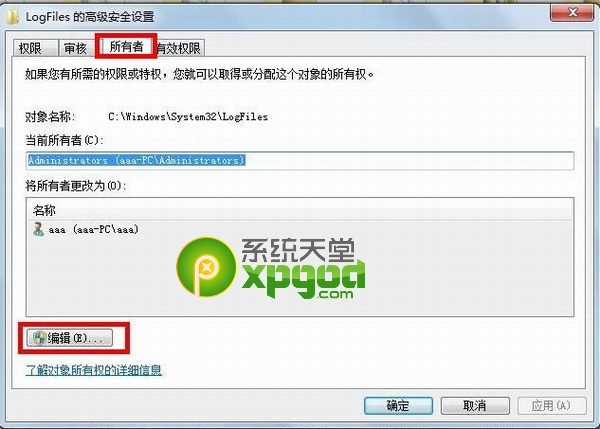 LogFiles 的高级安全设置
权限 审核 所有者 有效权限
如果您有所需的权限或特权，您就可以取得或分配这个对象的所有权。
对象名称: C:\Windows\System32\LogFiles
当前所有者(C):
Administrators (aaa-PC\Administrators)
将所有者更改为(O):
名称
aaa (aaa-PC\aaa)
系统天堂
xpgod
.com
编辑(E)...
了解对象所有权的详细信息
确定 取消 应用(A)